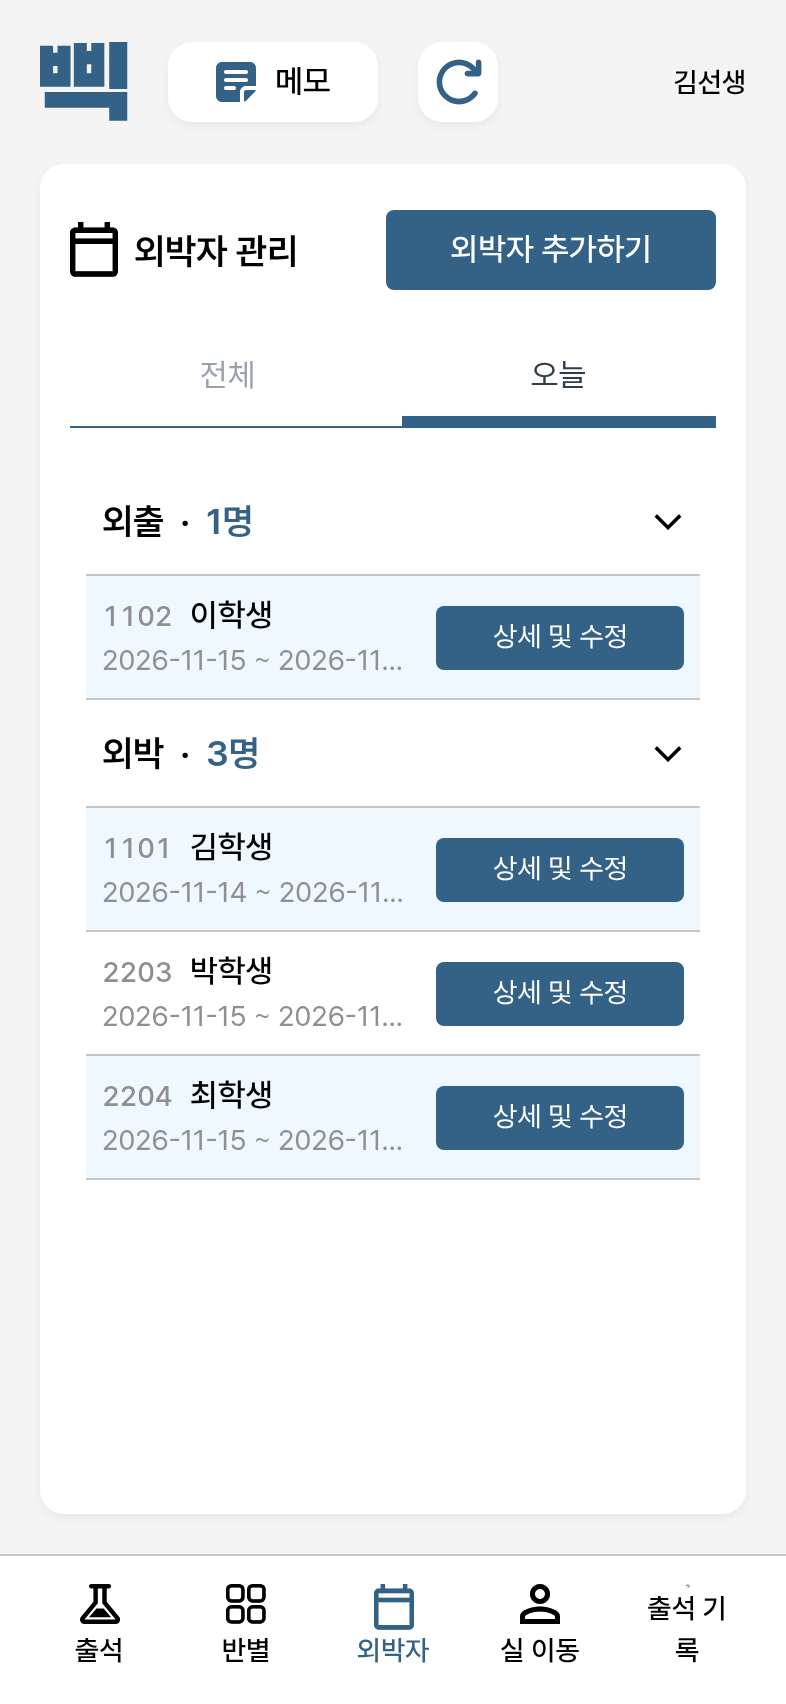 삑
메모
김선생
외박자 관리
외박자 추가하기
전체
오늘
외출 · 1명
1102 이학생
2026-11-15 ~ 2026-11...
상세 및 수정
외박 · 3명
1101 김학생
2026-11-14 ~ 2026-11...
상세 및 수정
2203 박학생
2026-11-15 ~ 2026-11...
상세 및 수정
2204 최학생
2026-11-15 ~ 2026-11...
상세 및 수정
출석
반별
외박자
실 이동
출석 기
록